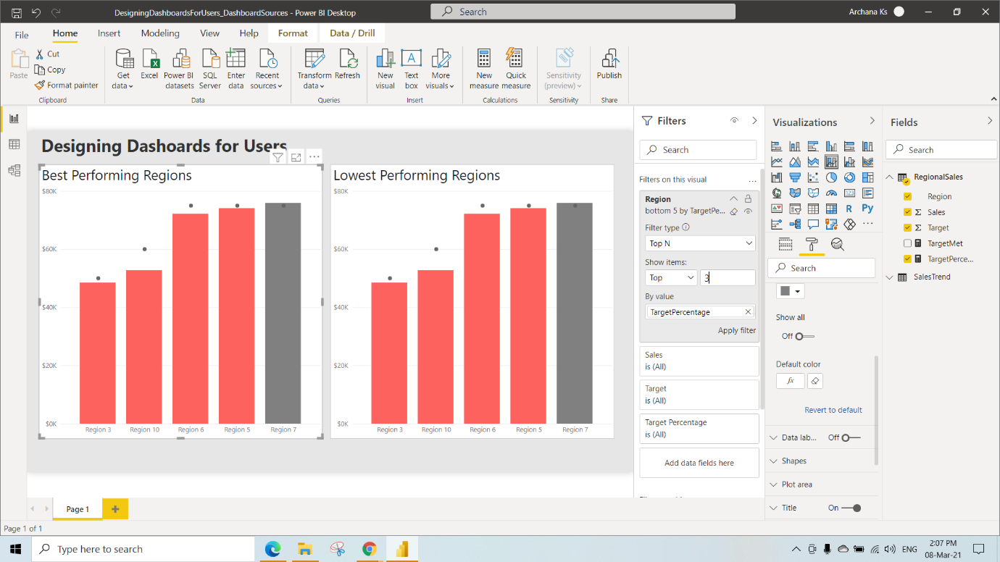 DesigningDashboardsForUsers_DashboardSources - Power BI Desktop
Search
Archana Ks
File Home Insert Modeling View Help Format Data / Drill
Paste
Cut
Copy
Format painter
Clipboard
Get data
Excel
Power BI datasets
SQL Server
Enter data
Recent sources
Data
Transform data
Refresh
Queries
New visual
Text box
More visuals
Insert
New measure
Quick measure
Calculations
Sensitivity (preview)
Sensitivity
Publish
Share
Designing Dashoards for Users
Best Performing Regions
$80K
$60K
$40K
$20K
$0K
Region 3 Region 10 Region 6 Region 5 Region 7
Lowest Performing Regions
$80K
$60K
$40K
$20K
$0K
Region 3 Region 10 Region 6 Region 5 Region 7
Filters
Search
Filters on this visual
Region
bottom 5 by TargetPe...
Filter type
Top N
Show items:
Top 3
By value
TargetPercentage
Apply filter
Sales
is (All)
Target
is (All)
Target Percentage
is (All)
Add data fields here
Visualizations
R Py
Search
Show all
Off
Default color
fx
Revert to default
Data lab... Off
Shapes
Plot area
Title On
Fields
Search
RegionalSales
Region
Σ Sales
Σ Target
TargetMet
TargetPerce...
SalesTrend
Page 1
Page 1 of 1
Type here to search
ENG
2:07 PM
08-Mar-21